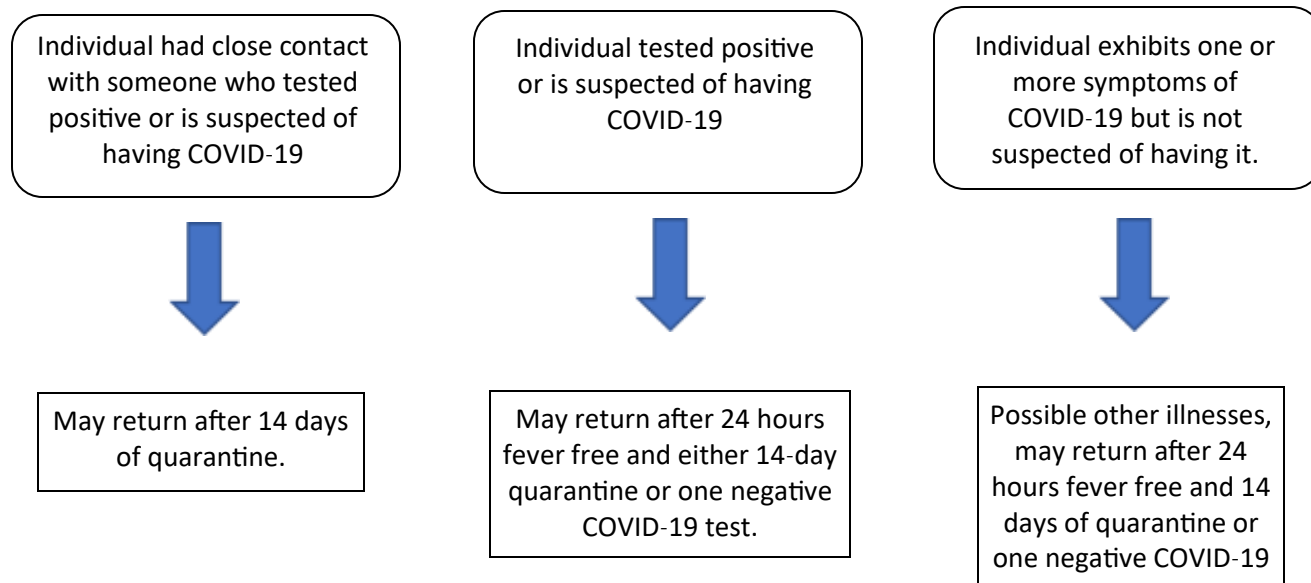 Individual had close contact
with someone who tested
positive or is suspected of
having COVID-19
Individual tested positive
or is suspected of having
COVID-19
Individual exhibits one or
more symptoms of
COVID-19 but is not
suspected of having it.
May return after 14 days
of quarantine.
May return after 24 hours
fever free and either 14-day
quarantine or one negative
COVID-19 test.
Possible other illnesses,
may return after 24
hours fever free and 14
days of quarantine or
one negative COVID-19